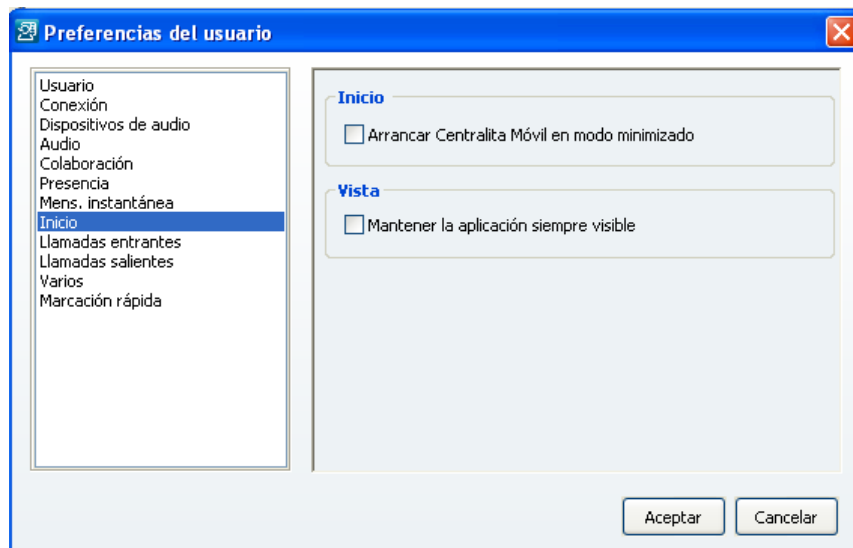 Preferencias del usuario
Usuario
Conexión
Dispositivos de audio
Audio
Colaboración
Presencia
Mens. instantánea
Inicio
Llamadas entrantes
Llamadas salientes
Varios
Marcación rápida
Inicio
Arrancar Centralita Móvil en modo minimizado
Vista
Mantener la aplicación siempre visible
Aceptar
Cancelar